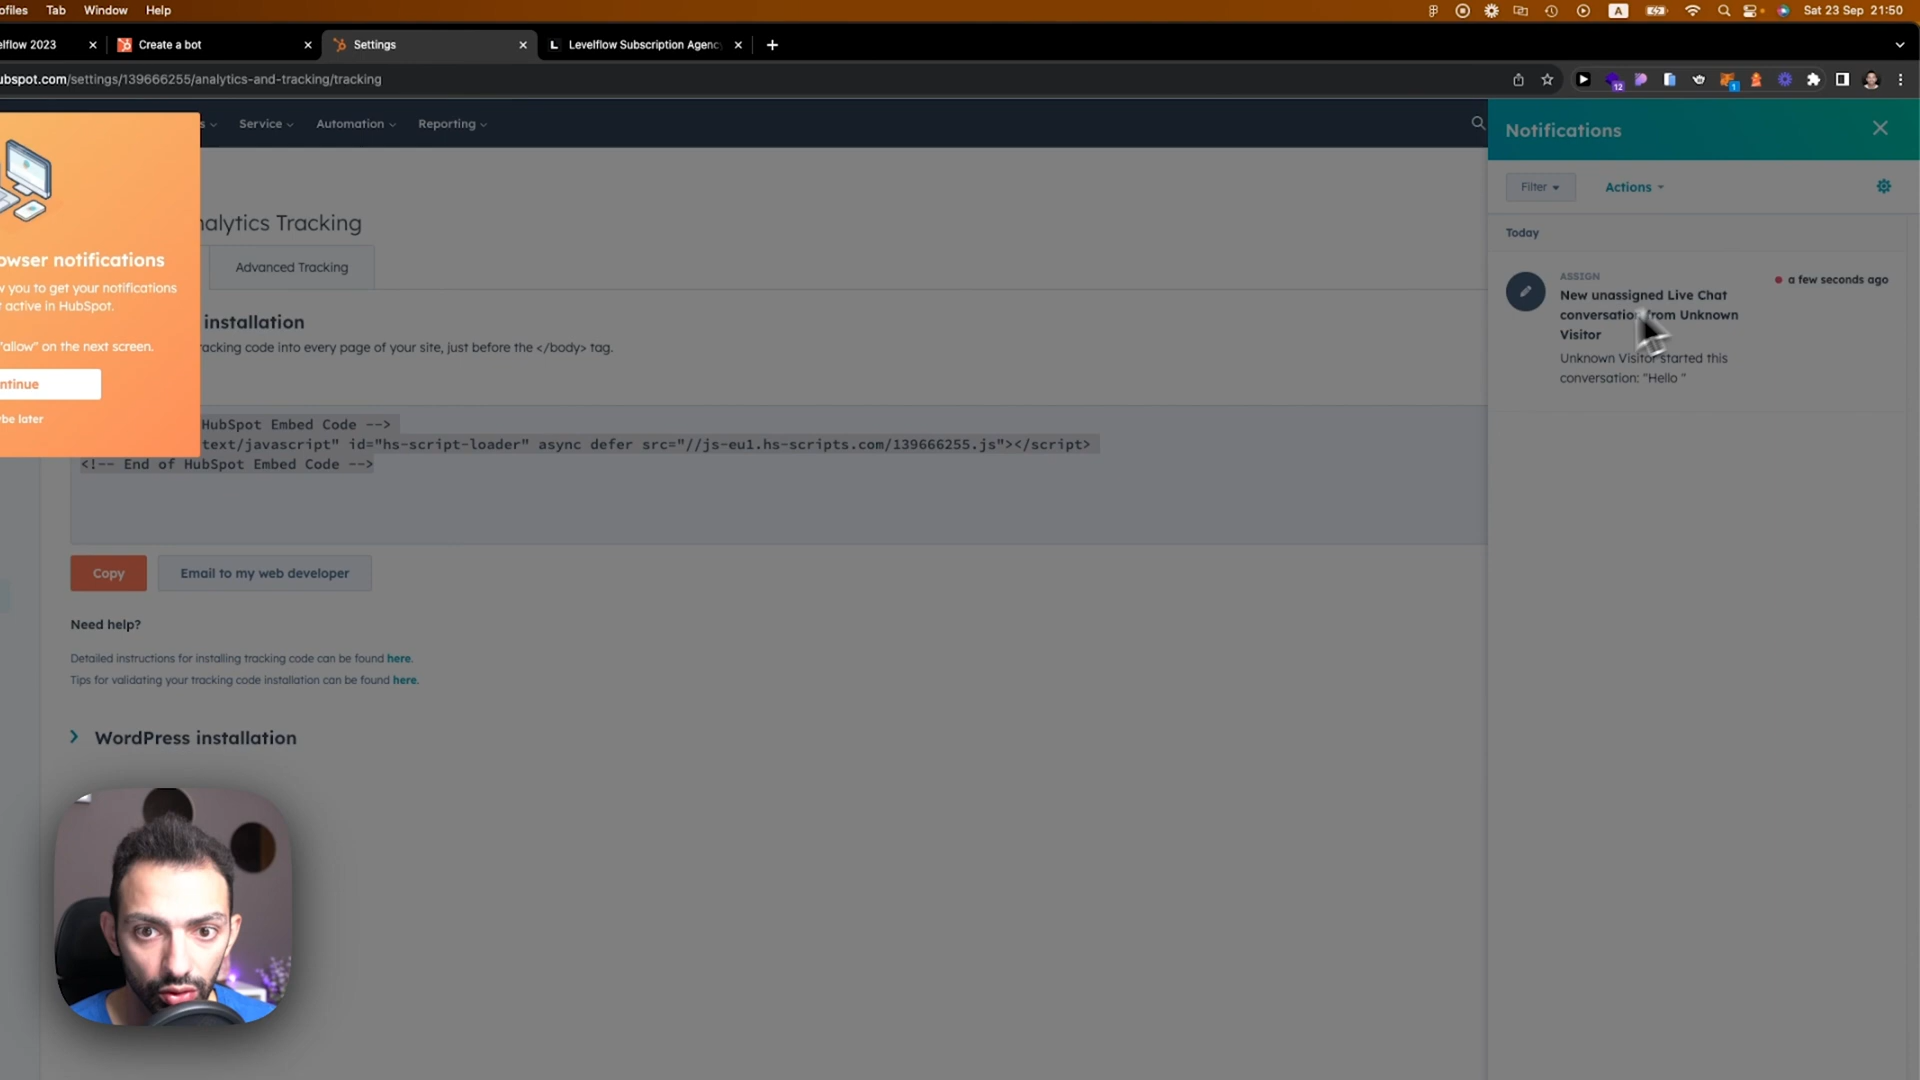 ofiles Tab Window Help
A
Sat 23 Sep 21:50
elflow 2023
Create a bot
Settings
L Levelflow Subscription Agenc
ubspot.com/settings/139666255/analytics-and-tracking/tracking
12
1
s
Service
Automation
Reporting
Notifications
Filter
Actions
Today
ASSIGN
a few seconds ago
New unassigned Live Chat
conversation from Unknown
Visitor
Unknown Visitor started this
conversation: "Hello "
owser notifications
w you to get your notifications
t active in HubSpot.
"allow" on the next screen.
ntinue
be later
nalytics Tracking
Advanced Tracking
installation
racking code into every page of your site, just before the </body> tag.
HubSpot Embed Code -->
text/javascript" id="hs-script-loader" async defer src="//js-eu1.hs-scripts.com/139666255.js"></script>
<!-- End of HubSpot Embed Code -->
Copy
Email to my web developer
Need help?
Detailed instructions for installing tracking code can be found here.
Tips for validating your tracking code installation can be found here.
WordPress installation